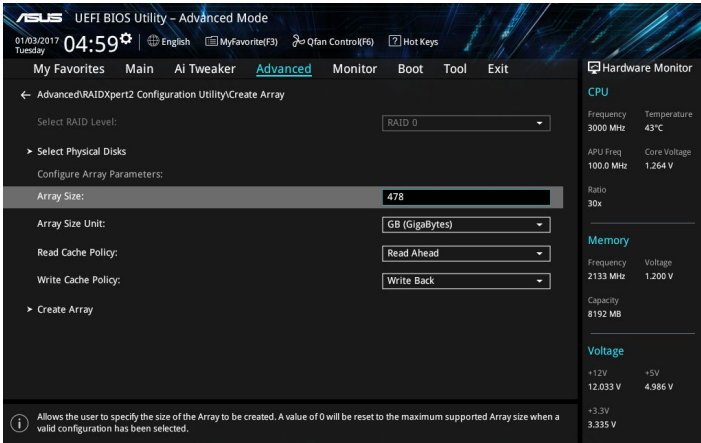 ASUS UEFI BIOS Utility – Advanced Mode
01/03/2017 Tuesday 04:59 English MyFavorite(F3) Qfan Control(F6) ? Hot Keys
My Favorites Main Ai Tweaker Advanced Monitor Boot Tool Exit
Hardware Monitor
← Advanced\RAIDXpert2 Configuration Utility\Create Array
Select RAID Level: RAID 0
> Select Physical Disks
Configure Array Parameters:
Array Size: 478
Array Size Unit: GB (GigaBytes)
Read Cache Policy: Read Ahead
Write Cache Policy: Write Back
> Create Array
CPU
Frequency Temperature
3000 MHz 43°C
APU Freq Core Voltage
100.0 MHz 1.264 V
Ratio
30x
Memory
Frequency Voltage
2133 MHz 1.200 V
Capacity
8192 MB
Voltage
+12V +5V
12.033 V 4.986 V
+3.3V
3.335 V
i Allows the user to specify the size of the Array to be created. A value of 0 will be reset to the maximum supported Array size when a
valid configuration has been selected.